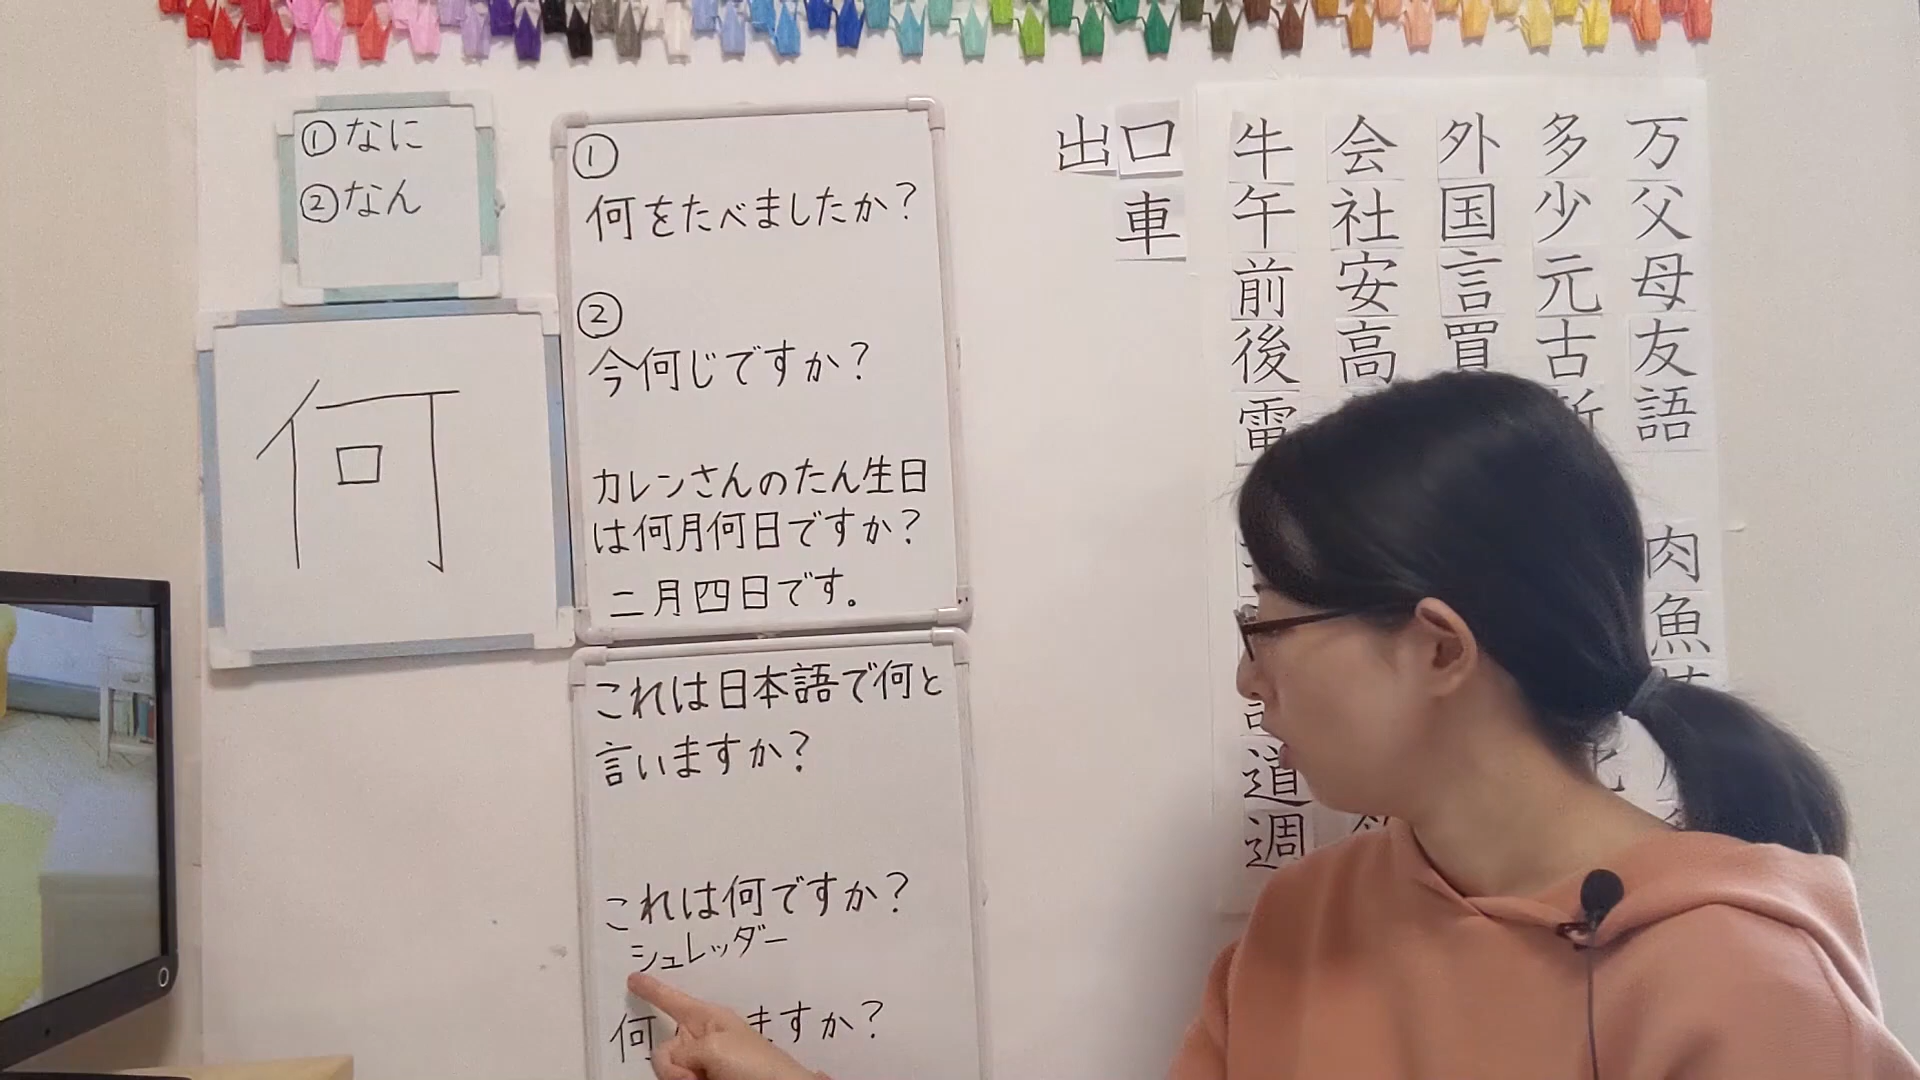 ①なに
②なん
何
①
何をたべましたか？
②
今何じですか？
カレンさんのたん生日
は何月何日ですか？
二月四日です。
これは日本語で何と
言いますか？
これは何ですか？
シュレッダー
何 ますか？
出口
車
万父母友語
多少元古
外国言買
会社安高
牛午前後電
道週
肉魚